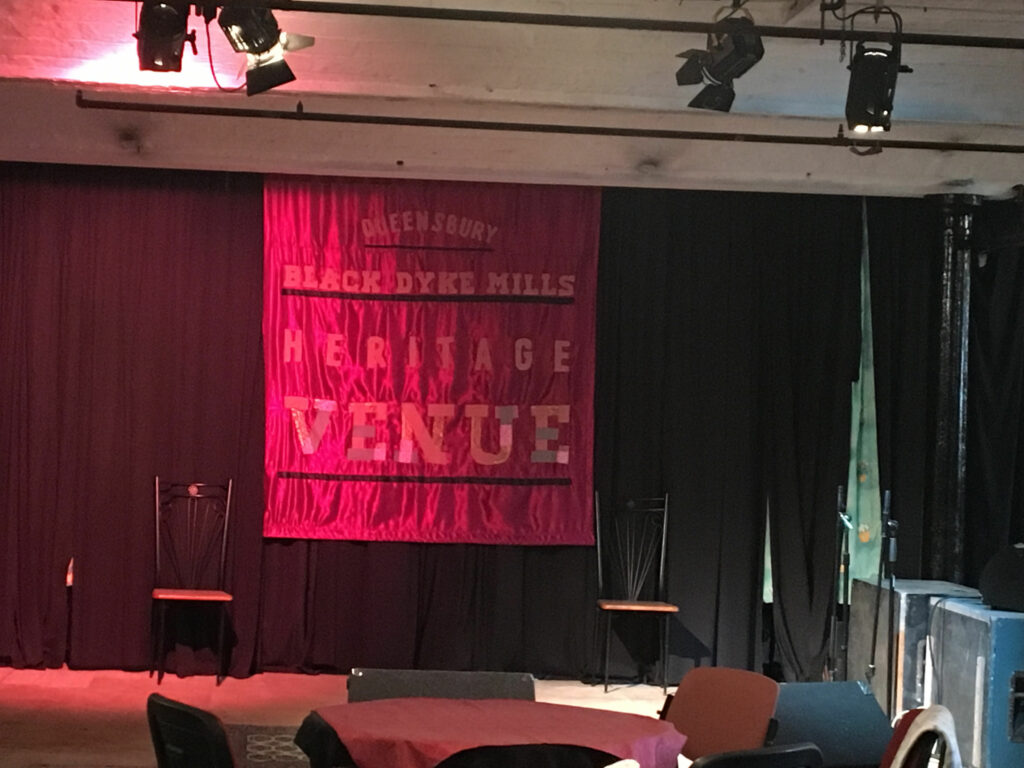 QUEENSBURY
BLACK DYKE MILLS
HERITAGE
VENUE